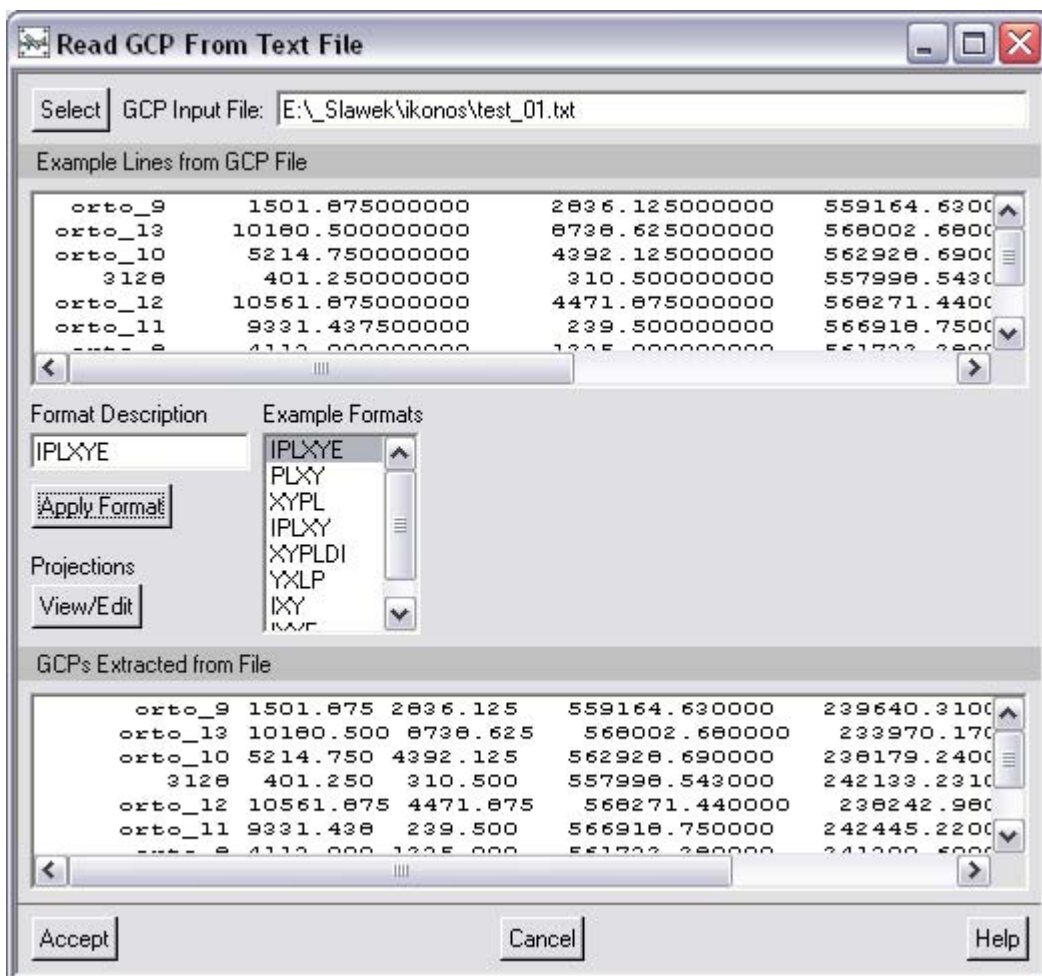 Read GCP From Text File
Select GCP Input File: E:\_Slawek\ikonos\test_01.txt
Example Lines from GCP File
orto_9 1501.875000000 2836.125000000 559164.6300
orto_13 10180.500000000 8738.625000000 568002.6800
orto_10 5214.750000000 4392.125000000 562928.6900
3128 401.250000000 310.500000000 557998.5430
orto_12 10561.875000000 4471.875000000 568271.4400
orto_11 9331.437500000 239.500000000 566918.7500
Format Description Example Formats
IPLXYE
IPLXYE
PLXY
XYPL
IPLXY
XYPLDI
YXLP
IXY
Apply Format
Projections
View/Edit
GCPs Extracted from File
orto_9 1501.875 2836.125 559164.630000 239640.3100
orto_13 10180.500 8738.625 568002.680000 233970.170
orto_10 5214.750 4392.125 562928.690000 238179.2400
3128 401.250 310.500 557998.543000 242133.2310
orto_12 10561.875 4471.875 568271.440000 238242.980
orto_11 9331.438 239.500 566918.750000 242445.2200
Accept Cancel Help